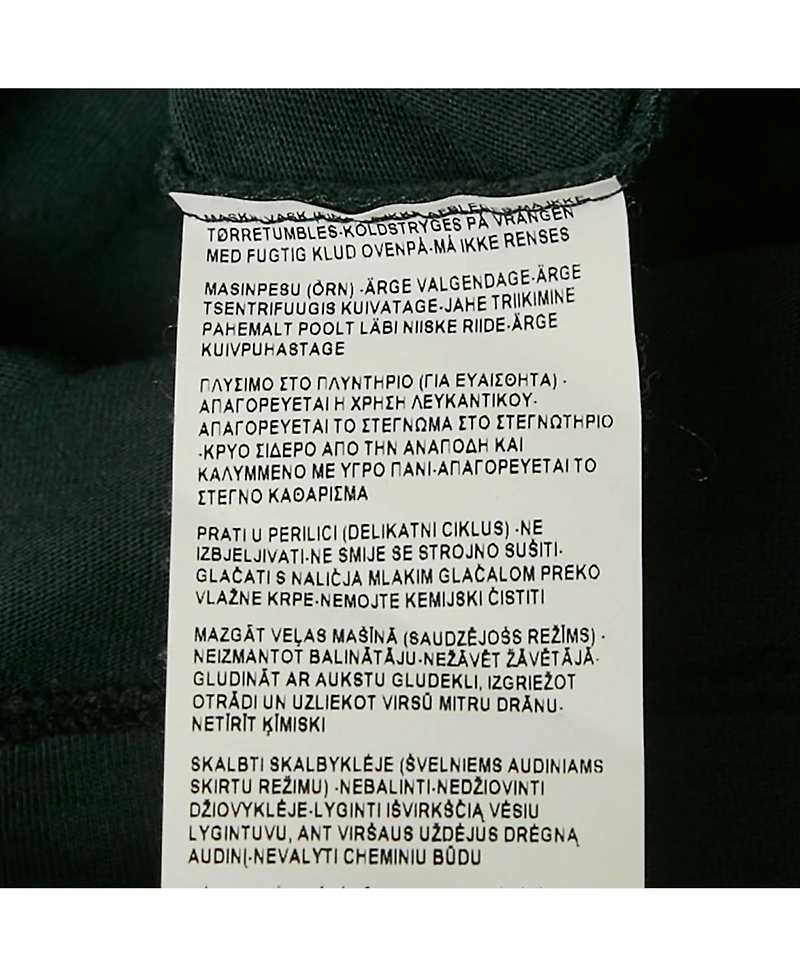 TØRRETUMBLES-KOLDSTRYGES PÅ VRANGEN
MED FUGTIG KLUD OVENPÅ-MÅ IKKE RENSES
MASINPESU (ÖRN) -ÄRGE VALGENDAGE-ÄRGE
TSENTRIFUUGIS KUIVATAGE-JAHE TRIIKIMINE
PAHEMALT POOLT LÄBI NIISKE RIIDE-ÄRGE
KUIVPUHASTAGE
ΠΛΥΣΙΜΟ ΣΤΟ ΠΛΥΝΤΗΡΙΟ (ΓΙΑ ΕΥΑΙΣΘΗΤΑ) -
ΑΠΑΓΟΡΕΥΕΤΑΙ Η ΧΡΗΣΗ ΛΕΥΚΑΝΤΙΚΟΥ-
ΑΠΑΓΟΡΕΥΕΤΑΙ ΤΟ ΣΤΕΓΝΩΜΑ ΣΤΟ ΣΤΕΓΝΩΤΗΡΙΟ
-ΚΡΥΟ ΣΙΔΕΡΟ ΑΠΟ ΤΗΝ ΑΝΑΠΟΔΗ ΚΑΙ
ΚΑΛΥΜΜΕΝΟ ΜΕ ΥΓΡΟ ΠΑΝΙ-ΑΠΑΓΟΡΕΥΕΤΑΙ ΤΟ
ΣΤΕΓΝΟ ΚΑΘΑΡΙΣΜΑ
PRATI U PERILICI (DELIKATNI CIKLUS) -NE
IZBJELJIVATI-NE SMIJE SE STROJNO SUŠITI-
GLAČATI S NALIČJA MLAKIM GLAČALOM PREKO
VLAŽNE KRPE-NEMOJTE KEMIJSKI ČISTITI
MAZGĀT VEĻAS MAŠĪNĀ (SAUDZĒJOŠS REŽĪMS) -
NEIZMANTOT BALINĀTĀJU-NEŽĀVĒT ŽĀVĒTĀJĀ-
GLUDINĀT AR AUKSTU GLUDEKLI, IZGRIEŽOT
OTRĀDI UN UZLIEKOT VIRSŪ MITRU DRĀNU-
NETĪRĪT ĶĪMISKI
SKALBTI SKALBYKLĖJE (ŠVELNIEMS AUDINIAMS
SKIRTU REŽIMU) -NEBALINTI-NEDŽIOVINTI
DŽIOVYKLĖJE-LYGINTI IŠVIRKŠČIĄ VĖSIU
LYGINTUVU, ANT VIRŠAUS UŽDĖJUS DRĖGNĄ
AUDINĮ-NEVALYTI CHEMINIU BŪDU